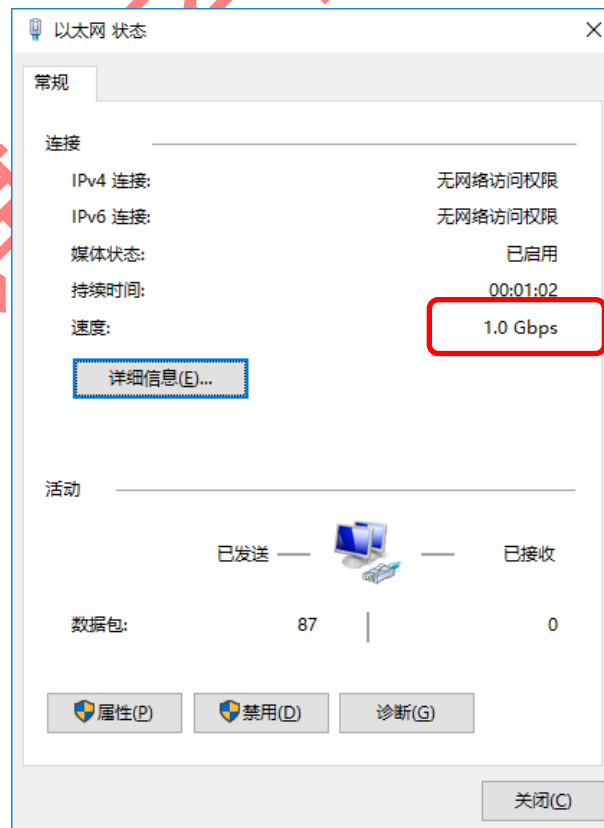 以太网 状态
常规
连接
IPv4 连接: 无网络访问权限
IPv6 连接: 无网络访问权限
媒体状态: 已启用
持续时间: 00:01:02
速度: 1.0 Gbps
详细信息(E)...
活动
已发送 已接收
数据包: 87 0
属性(P) 禁用(D) 诊断(G)
关闭(C)